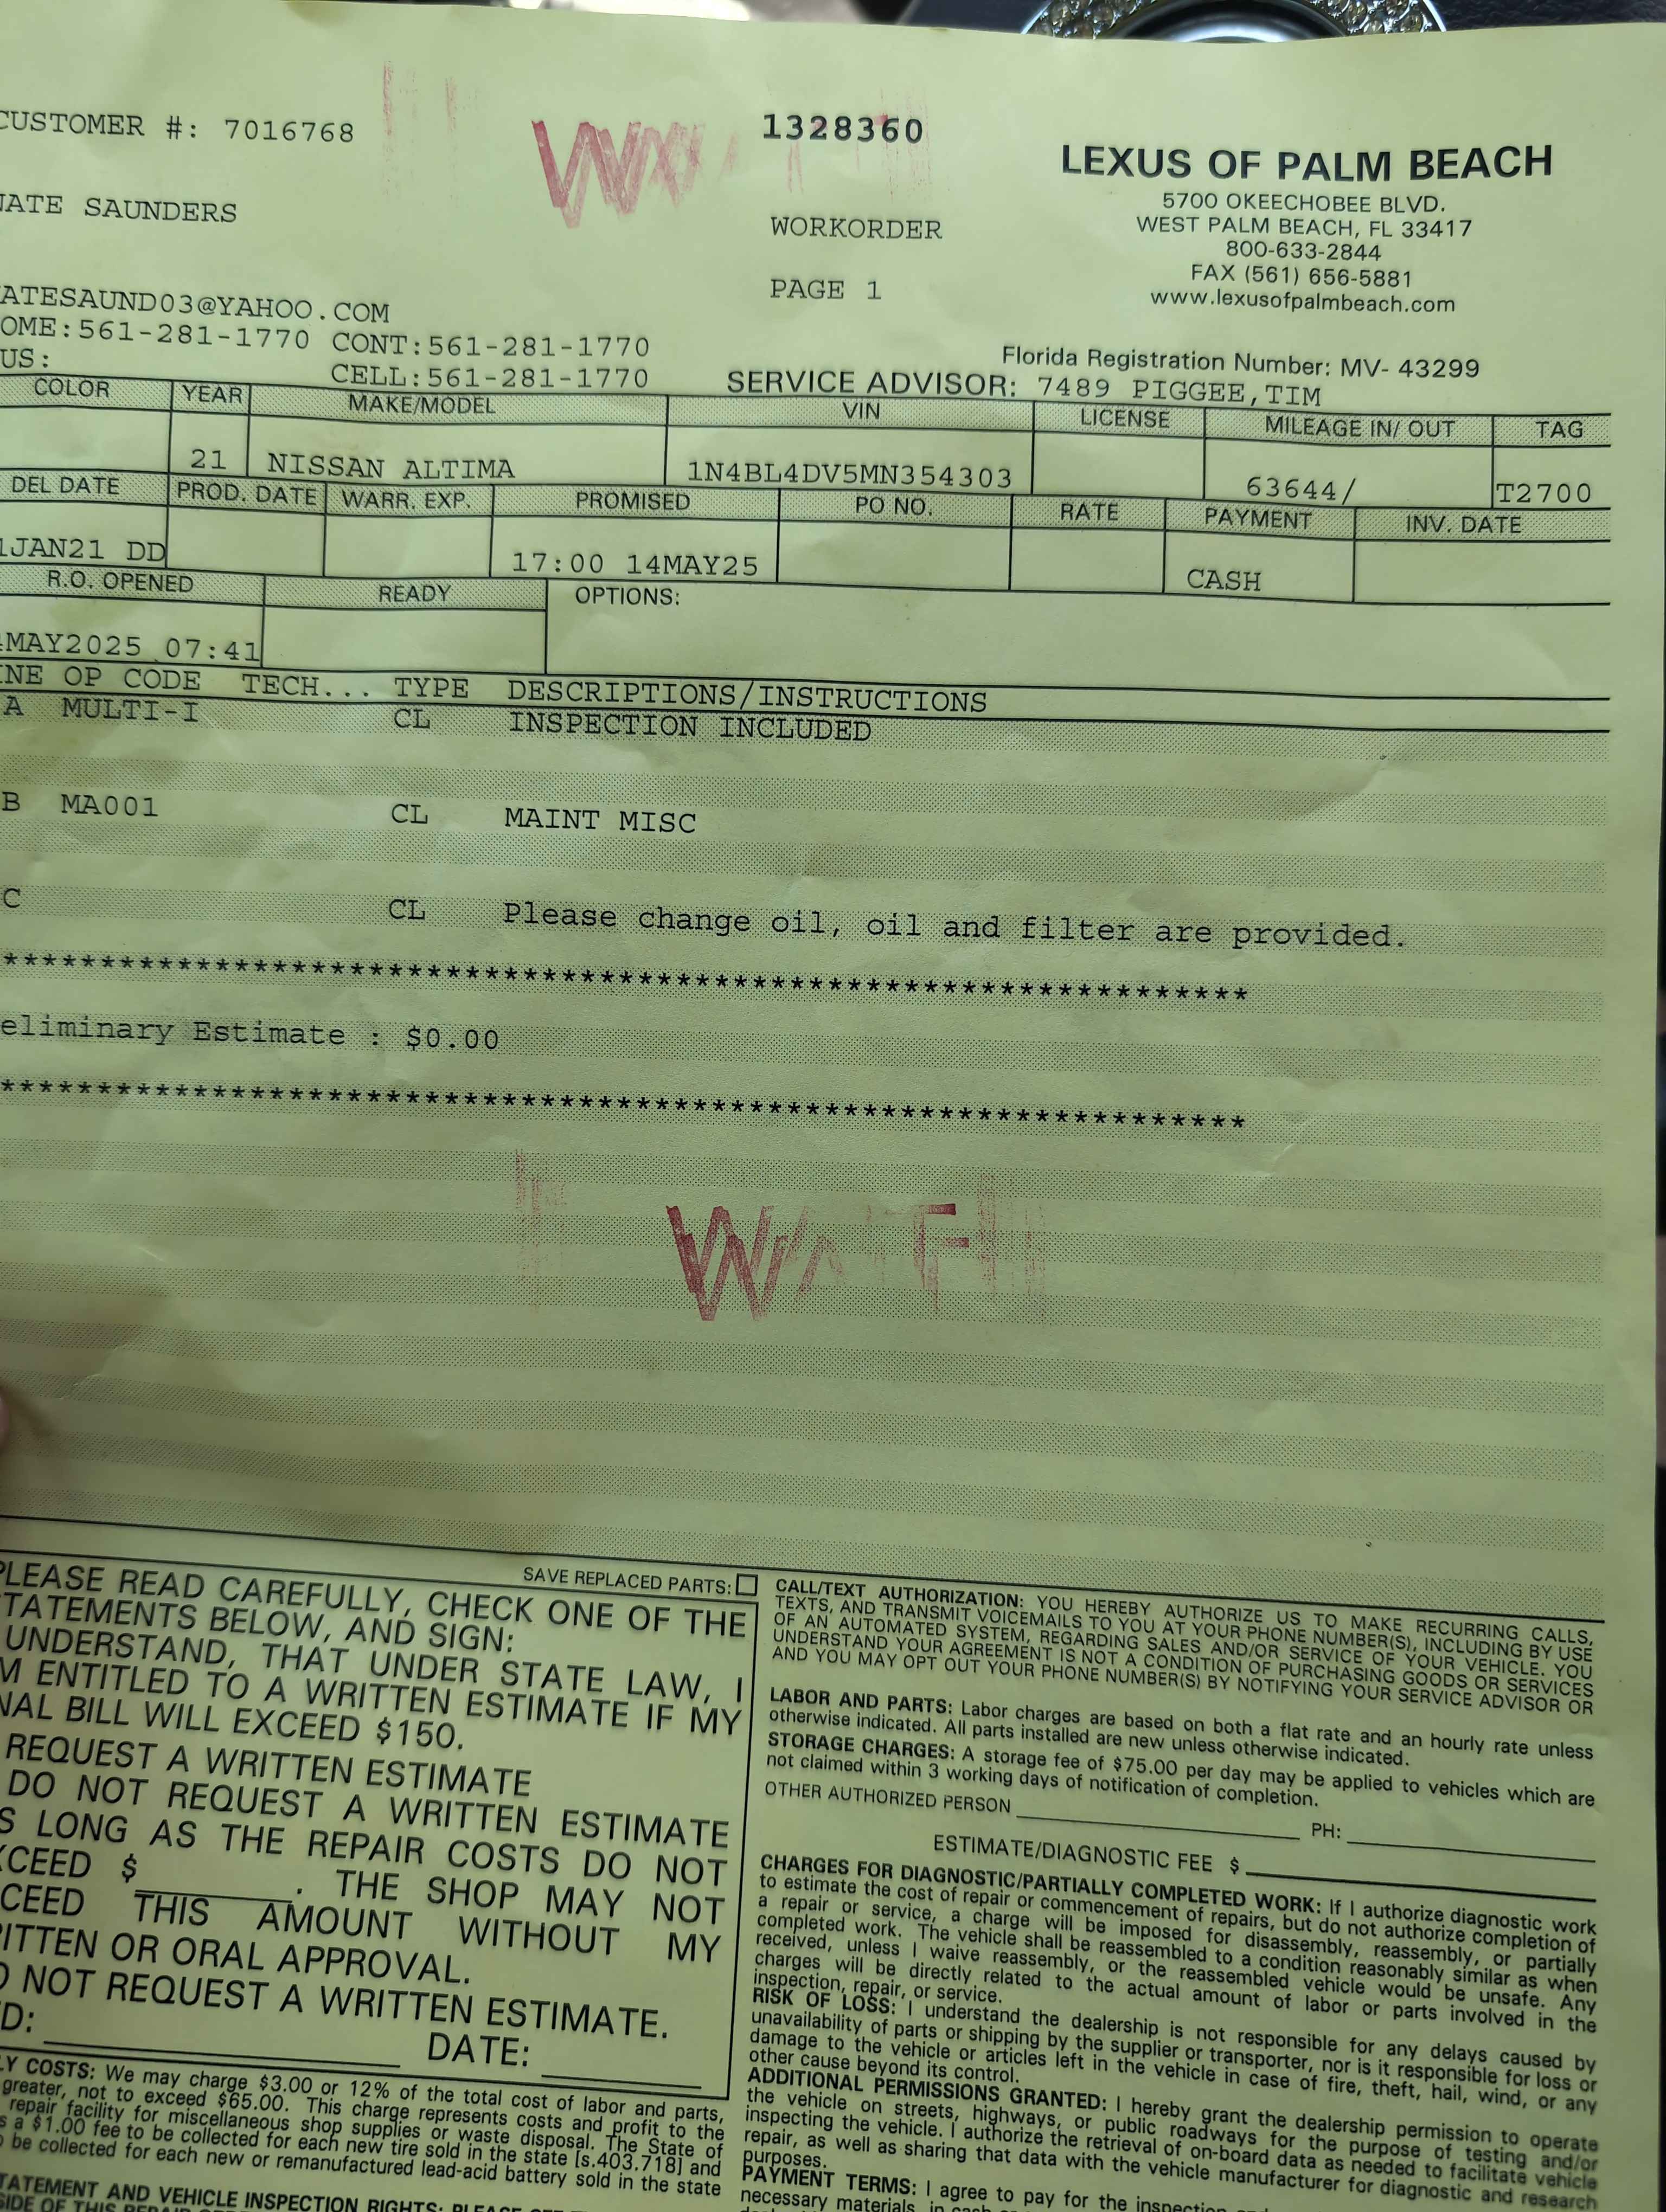 CUSTOMER #: 7016768
1328360
LEXUS OF PALM BEACH
5700 OKEECHOBEE BLVD.
WEST PALM BEACH, FL 33417
800-633-2844
FAX (561) 656-5881
www.lexusofpalmbeach.com
ATE SAUNDERS
WORKORDER
PAGE 1
ATESAUND03@YAHOO.COM
OME:561-281-1770 CONT:561-281-1770
US:
CELL:561-281-1770
Florida Registration Number: MV- 43299
SERVICE ADVISOR: 7489 PIGGEE,TIM
COLOR YEAR MAKE/MODEL VIN LICENSE MILEAGE IN/ OUT TAG
21 NISSAN ALTIMA 1N4BL4DV5MN354303 63644/ T2700
DEL DATE PROD. DATE WARR. EXP. PROMISED PO NO. RATE PAYMENT INV. DATE
1JAN21 DD 17:00 14MAY25 CASH
R.O. OPENED READY OPTIONS:
MAY2025 07:41
INE OP CODE TECH... TYPE DESCRIPTIONS/INSTRUCTIONS
A MULTI-I CL INSPECTION INCLUDED
B MA001 CL MAINT MISC
C CL Please change oil, oil and filter are provided.
*****************************************************************
eliminary Estimate : $0.00
*****************************************************************
SAVE REPLACED PARTS:
PLEASE READ CAREFULLY, CHECK ONE OF THE
TATEMENTS BELOW, AND SIGN:
UNDERSTAND, THAT UNDER STATE LAW, I
M ENTITLED TO A WRITTEN ESTIMATE IF MY
NAL BILL WILL EXCEED $150.
REQUEST A WRITTEN ESTIMATE
DO NOT REQUEST A WRITTEN ESTIMATE
S LONG AS THE REPAIR COSTS DO NOT
XCEED $ . THE SHOP MAY NOT
CEED THIS AMOUNT WITHOUT MY
ITTEN OR ORAL APPROVAL.
O NOT REQUEST A WRITTEN ESTIMATE.
D: DATE:
LY COSTS: We may charge $3.00 or 12% of the total cost of labor and parts,
greater, not to exceed $65.00. This charge represents costs and profit to the
repair facility for miscellaneous shop supplies or waste disposal. The State of
s a $1.00 fee to be collected for each new tire sold in the state [s.403.718] and
be collected for each new or remanufactured lead-acid battery sold in the state
TATEMENT AND VEHICLE INSPECTION RIGHTS: PLEASE
SIDE OF THIS
CALL/TEXT AUTHORIZATION: YOU HEREBY AUTHORIZE US TO MAKE RECURRING CALLS,
TEXTS, AND TRANSMIT VOICEMAILS TO YOU AT YOUR PHONE NUMBER(S), INCLUDING BY USE
OF AN AUTOMATED SYSTEM, REGARDING SALES AND/OR SERVICE OF YOUR VEHICLE. YOU
UNDERSTAND YOUR AGREEMENT IS NOT A CONDITION OF PURCHASING GOODS OR SERVICES
AND YOU MAY OPT OUT YOUR PHONE NUMBER(S) BY NOTIFYING YOUR SERVICE ADVISOR OR
LABOR AND PARTS: Labor charges are based on both a flat rate and an hourly rate unless
otherwise indicated. All parts installed are new unless otherwise indicated.
STORAGE CHARGES: A storage fee of $75.00 per day may be applied to vehicles which are
not claimed within 3 working days of notification of completion.
OTHER AUTHORIZED PERSON PH:
ESTIMATE/DIAGNOSTIC FEE $
CHARGES FOR DIAGNOSTIC/PARTIALLY COMPLETED WORK: If I authorize diagnostic work
to estimate the cost of repair or commencement of repairs, but do not authorize completion of
a repair or service, a charge will be imposed for disassembly, reassembly, or partially
completed work. The vehicle shall be reassembled to a condition reasonably similar as when
received, unless I waive reassembly, or the reassembled vehicle would be unsafe. Any
charges will be directly related to the actual amount of labor or parts involved in the
inspection, repair, or service.
RISK OF LOSS: I understand the dealership is not responsible for any delays caused by
unavailability of parts or shipping by the supplier or transporter, nor is it responsible for loss or
damage to the vehicle or articles left in the vehicle in case of fire, theft, hail, wind, or any
other cause beyond its control.
ADDITIONAL PERMISSIONS GRANTED: I hereby grant the dealership permission to operate
the vehicle on streets, highways, or public roadways for the purpose of testing and/or
inspecting the vehicle. I authorize the retrieval of on-board data as needed to facilitate vehicle
repair, as well as sharing that data with the vehicle manufacturer for diagnostic and research
purposes.
PAYMENT TERMS: I agree to pay for the
necessary materials, in cash